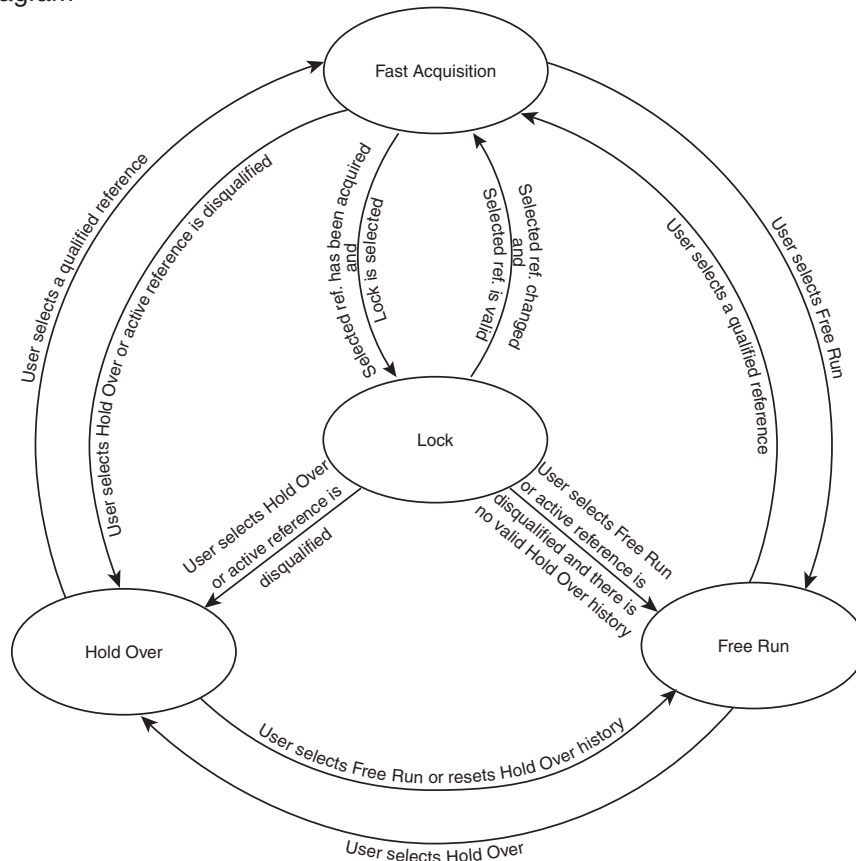 Fast Acquisition
User selects a qualified reference
User selects Hold Over or active reference is disqualified
Selected ref. has been acquired
and
Lock is selected
Selected ref. changed
and
Selected ref. is valid
User selects a qualified reference
User selects Free Run
Lock
User selects Hold Over
or active reference is
disqualified
User selects Free Run
or active reference is
disqualified and there is
no valid Hold Over history
Hold Over
Free Run
User selects Free Run or resets Hold Over history
User selects Hold Over